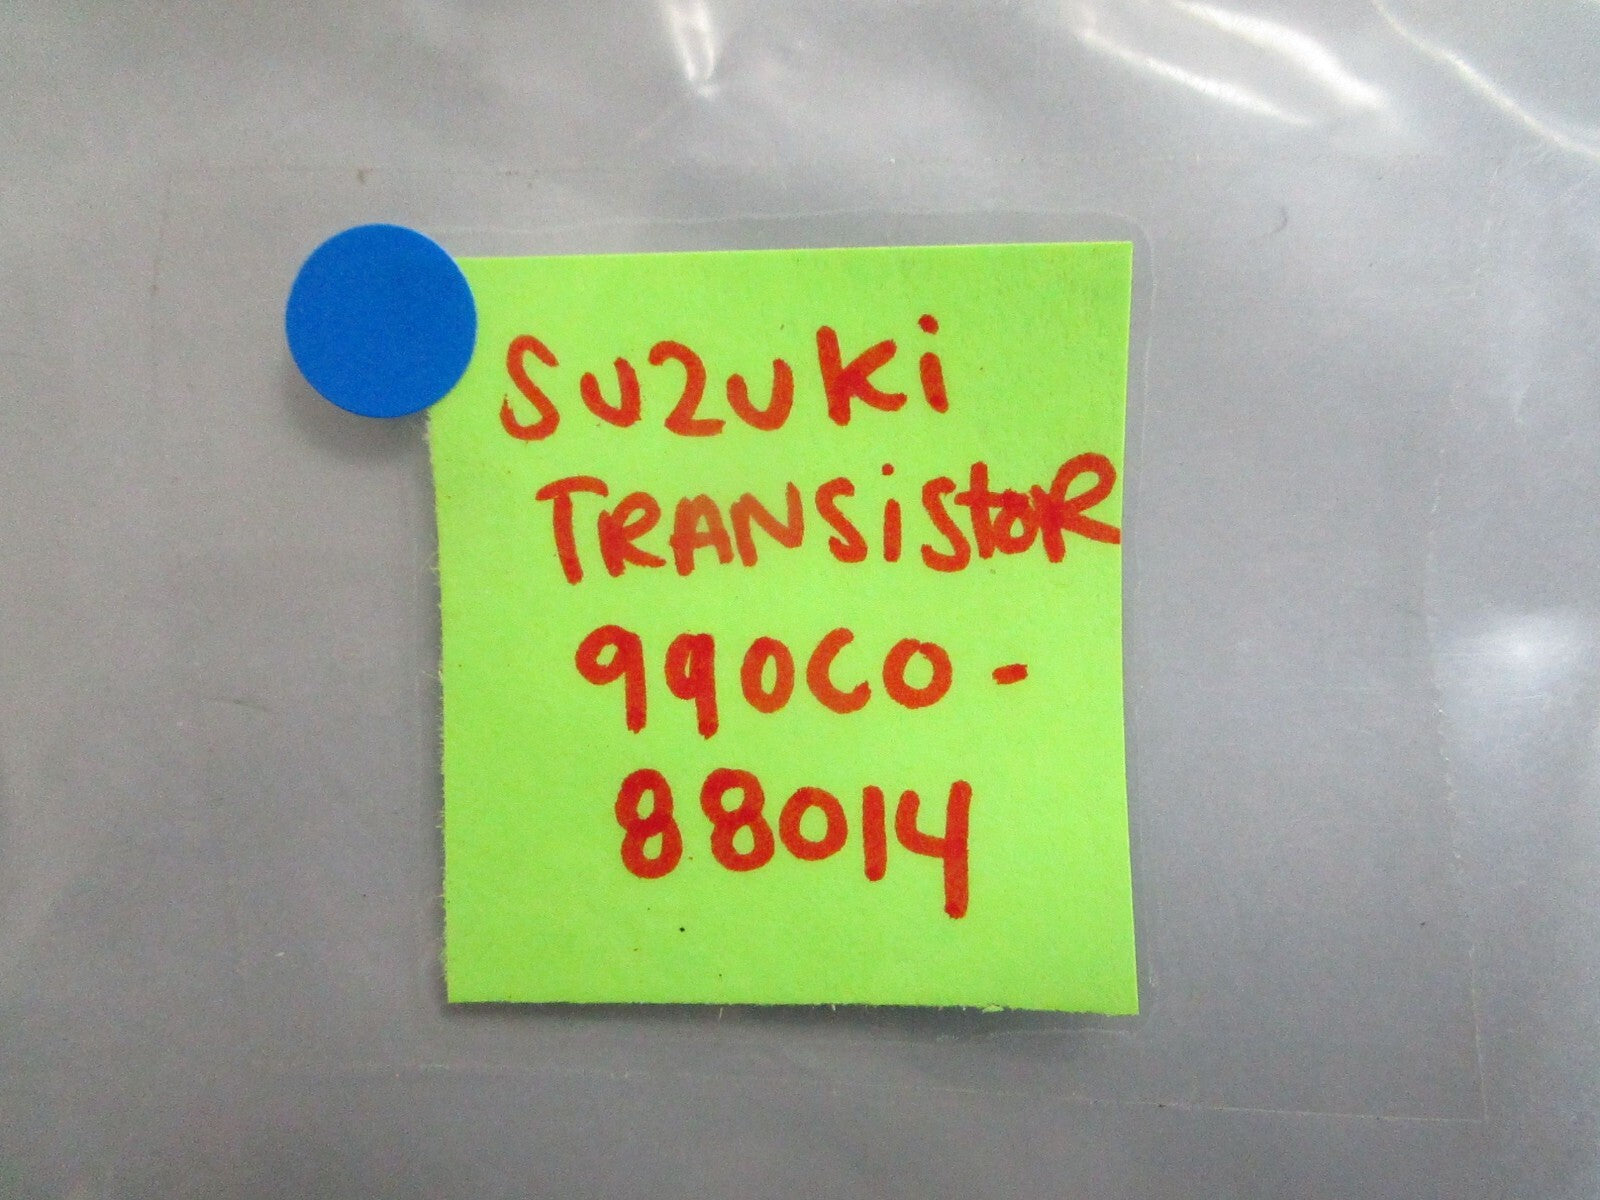 SUZUKi
TRANSiStoR
990C0-
88014